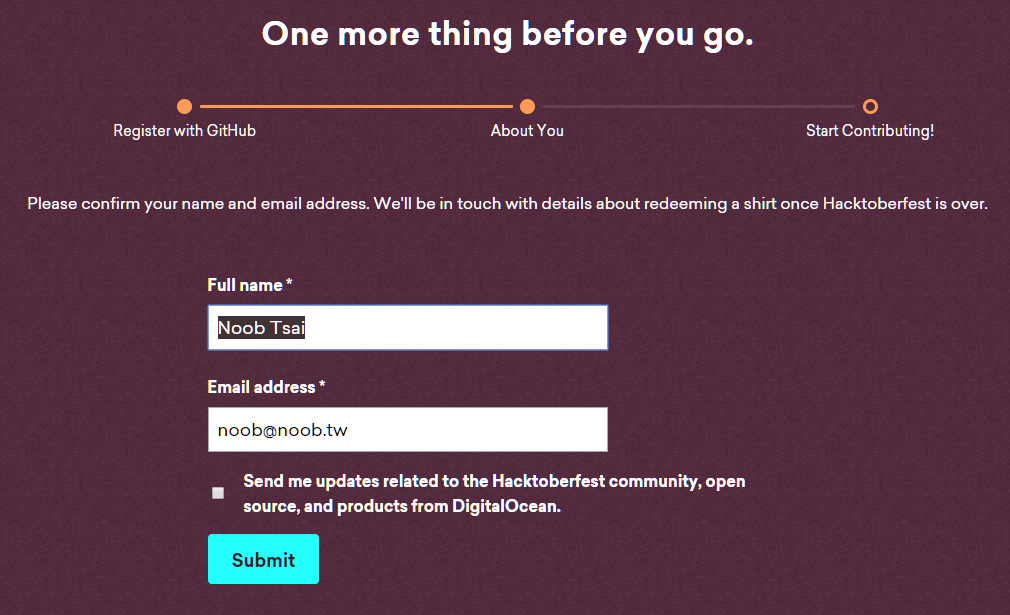 One more thing before you go.
Register with GitHub
About You
Start Contributing!
Please confirm your name and email address. We'll be in touch with details about redeeming a shirt once Hacktoberfest is over.
Full name *
Noob Tsai
Email address *
noob@noob.tw
Send me updates related to the Hacktoberfest community, open
source, and products from DigitalOcean.
Submit